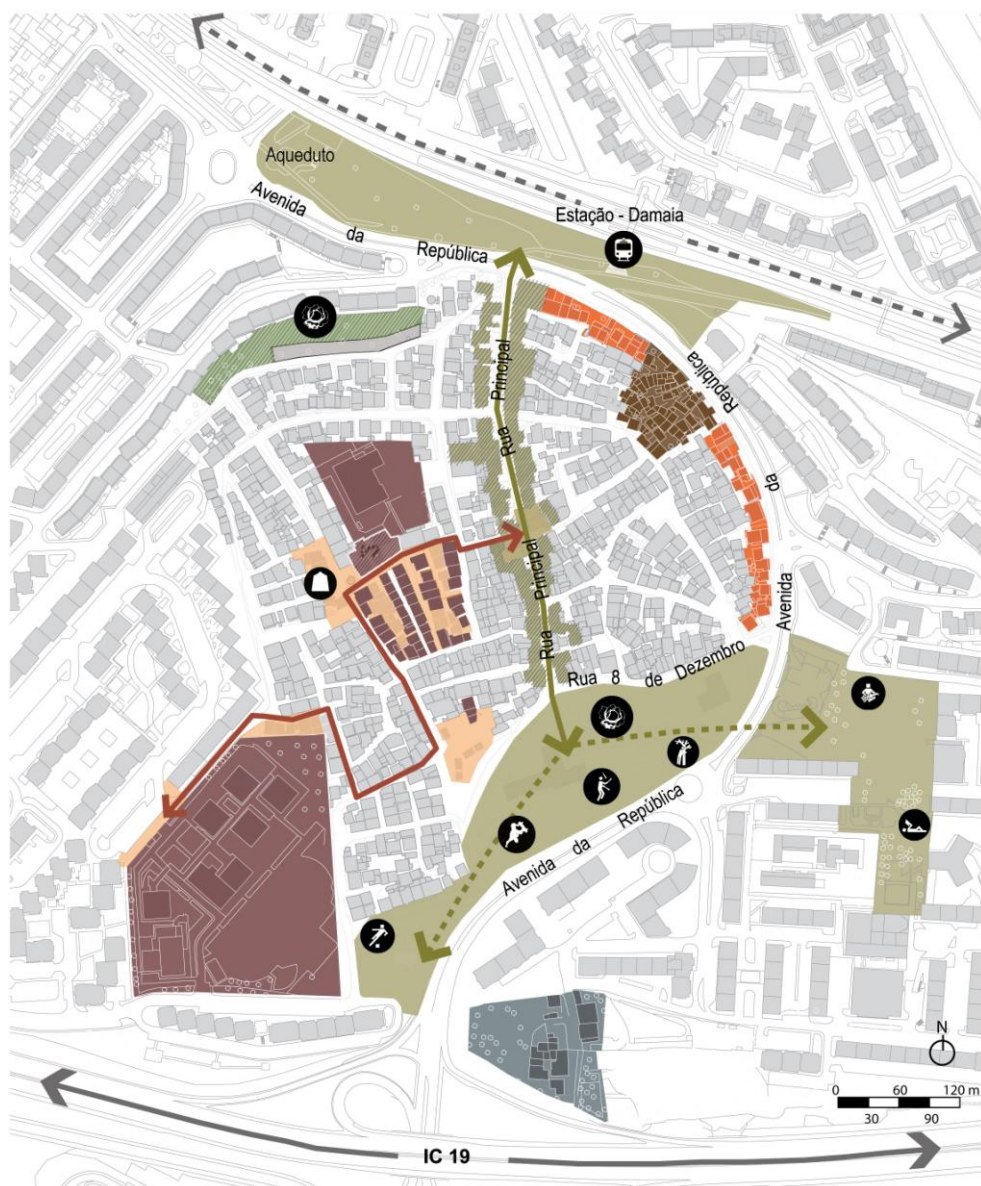 Aqueduto
Avenida
da
República
Estação - Damaia
Principal
Rua
República
da
Avenida
Principal
Rua
Rua 8 de Dezembro
Avenida da República
N
0 60 120 m
30 90
IC 19